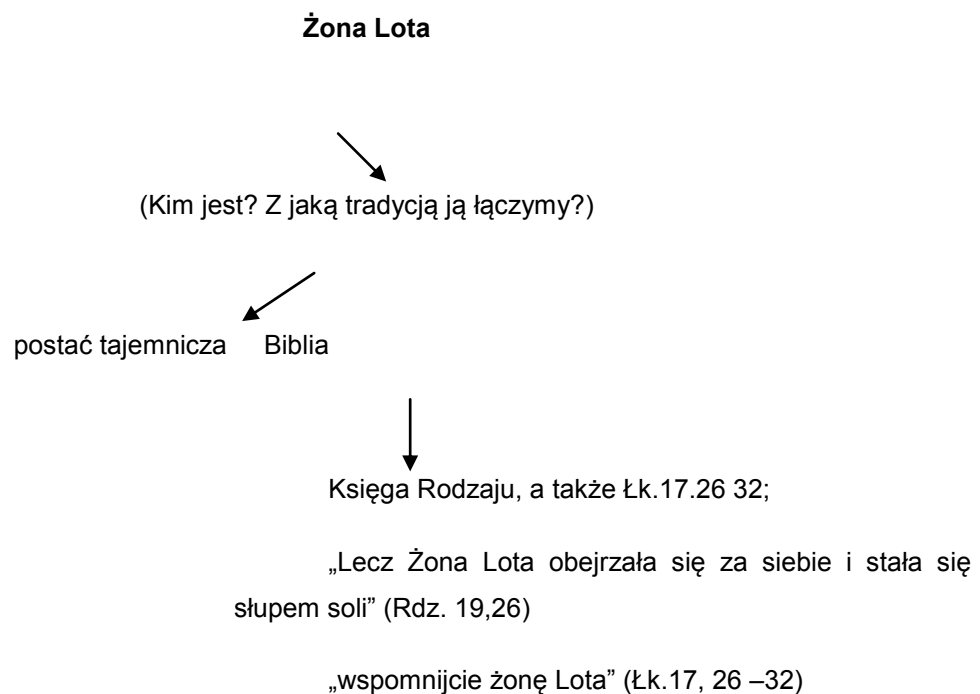 Żona Lota
(Kim jest? Z jaką tradycją ją łączymy?)
postać tajemnicza Biblia
Księga Rodzaju, a także Łk.17.26 32;
„Lecz Żona Lota obejrzała się za siebie i stała się
słupem soli” (Rdz. 19,26)
„wspomnijcie żonę Lota” (Łk.17, 26 –32)